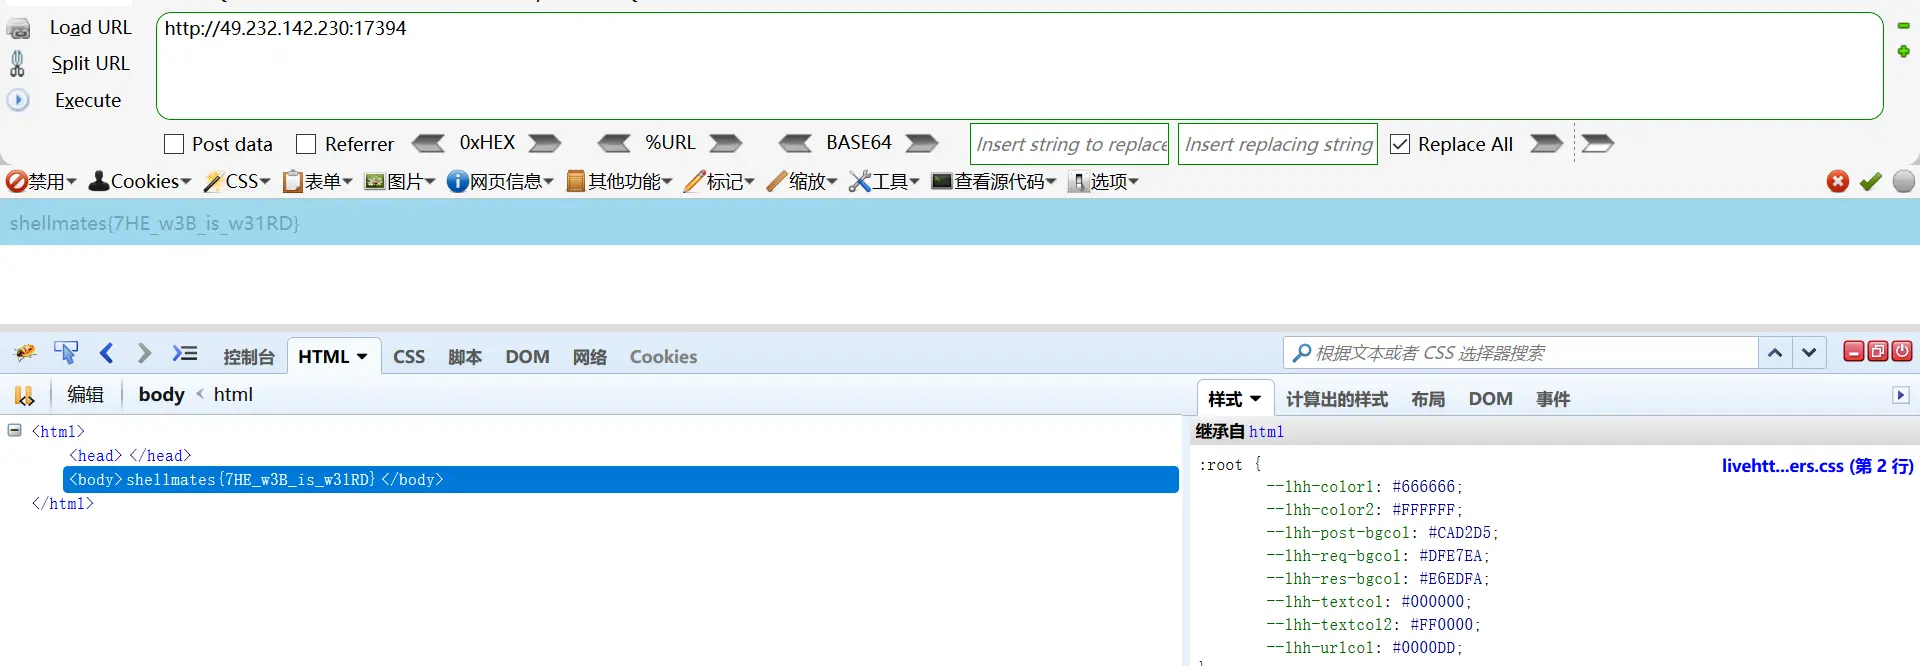 Load URL
http://49.232.142.230:17394
Split URL
Execute
Post data Referrer 0xHEX %URL BASE64 Insert string to replace Insert replacing string Replace All
禁用 Cookies CSS 表单 图片 网页信息 其他功能 标记 缩放 工具 查看源代码 选项
shellmates{7HE_w3B_is_w31RD}
控制台 HTML CSS 脚本 DOM 网络 Cookies 根据文本或者 CSS 选择器搜索
编辑 body < html
样式 计算出的样式 布局 DOM 事件
<html>
<head> </head>
<body> shellmates{7HE_w3B_is_w31RD} </body>
</html>
继承自 html
:root { livehtt...ers.css (第 2 行)
--lhh-color1: #666666;
--lhh-color2: #FFFFFF;
--lhh-post-bgcol: #CAD2D5;
--lhh-req-bgcol: #DFE7EA;
--lhh-res-bgcol: #E6EDFA;
--lhh-textcol: #000000;
--lhh-textcol2: #FF0000;
--lhh-urlcol: #0000DD;